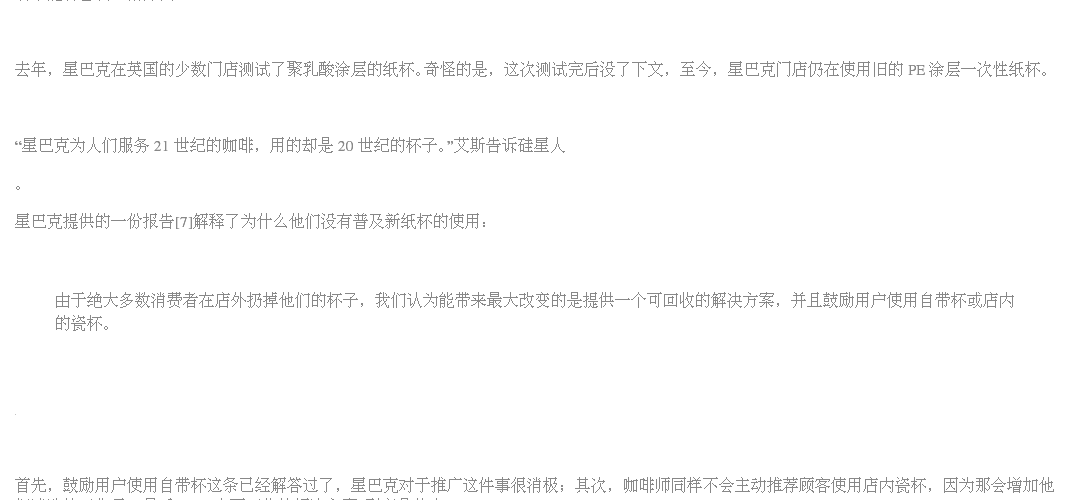 去年，星巴克在英国的少数门店测试了聚乳酸涂层的纸杯。奇怪的是，这次测试完后没了下文，至今，星巴克门店仍在使用旧的 PE 涂层一次性纸杯。
“星巴克为人们服务 21 世纪的咖啡，用的却是 20 世纪的杯子。”艾斯告诉硅星人
。
星巴克提供的一份报告[7]解释了为什么他们没有普及新纸杯的使用：
由于绝大多数消费者在店外扔掉他们的杯子，我们认为能带来最大改变的是提供一个可回收的解决方案，并且鼓励用户使用自带杯或店内
的瓷杯。
首先，鼓励用户使用自带杯这条已经解答过了，星巴克对于推广这件事很消极；其次，咖啡师同样不会主动推荐顾客使用店内瓷杯，因为那会增加他